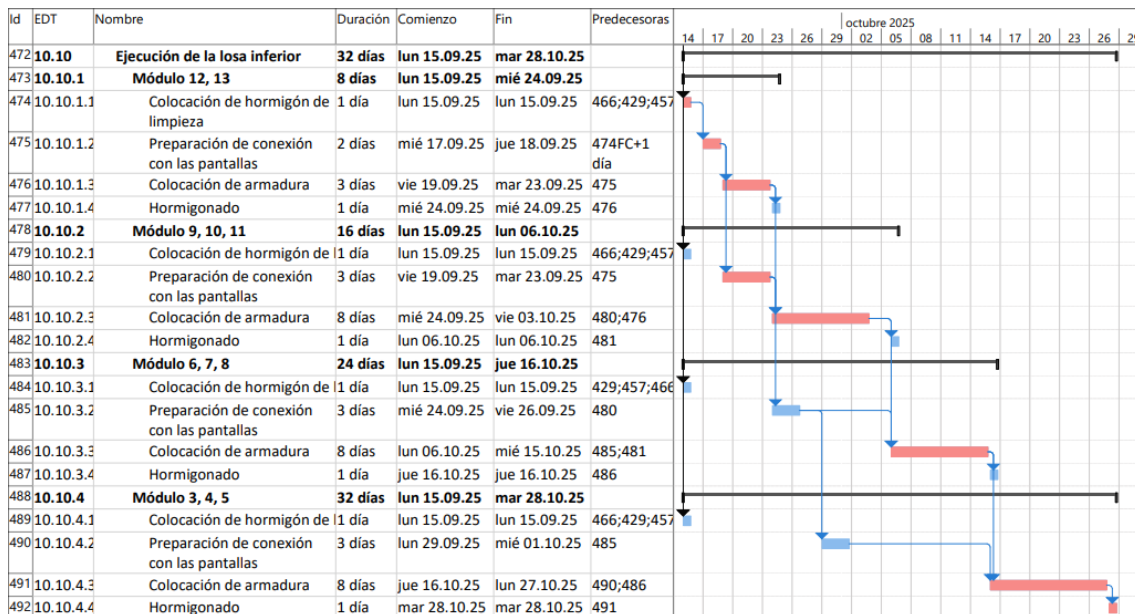 Id EDT Nombre Duración Comienzo Fin Predecesoras octubre 2025
14 17 20 23 26 29 02 05 08 11 14 17 20 23 26 29
472 10.10 Ejecución de la losa inferior 32 días lun 15.09.25 mar 28.10.25
473 10.10.1 Módulo 12, 13 8 días lun 15.09.25 mié 24.09.25
474 10.10.1.1 Colocación de hormigón de 1 día lun 15.09.25 lun 15.09.25 466;429;457
limpieza
475 10.10.1.2 Preparación de conexión 2 días mié 17.09.25 jue 18.09.25 474FC+1
con las pantallas día
476 10.10.1.3 Colocación de armadura 3 días vie 19.09.25 mar 23.09.25 475
477 10.10.1.4 Hormigonado 1 día mié 24.09.25 mié 24.09.25 476
478 10.10.2 Módulo 9, 10, 11 16 días lun 15.09.25 lun 06.10.25
479 10.10.2.1 Colocación de hormigón de 1 día lun 15.09.25 lun 15.09.25 466;429;457
480 10.10.2.2 Preparación de conexión 3 días vie 19.09.25 mar 23.09.25 475
con las pantallas
481 10.10.2.3 Colocación de armadura 8 días mié 24.09.25 vie 03.10.25 480;476
482 10.10.2.4 Hormigonado 1 día lun 06.10.25 lun 06.10.25 481
483 10.10.3 Módulo 6, 7, 8 24 días lun 15.09.25 jue 16.10.25
484 10.10.3.1 Colocación de hormigón de 1 día lun 15.09.25 lun 15.09.25 429;457;466
485 10.10.3.2 Preparación de conexión 3 días mié 24.09.25 vie 26.09.25 480
con las pantallas
486 10.10.3.3 Colocación de armadura 8 días lun 06.10.25 mié 15.10.25 485;481
487 10.10.3.4 Hormigonado 1 día jue 16.10.25 jue 16.10.25 486
488 10.10.4 Módulo 3, 4, 5 32 días lun 15.09.25 mar 28.10.25
489 10.10.4.1 Colocación de hormigón de 1 día lun 15.09.25 lun 15.09.25 466;429;457
490 10.10.4.2 Preparación de conexión 3 días lun 29.09.25 mié 01.10.25 485
con las pantallas
491 10.10.4.3 Colocación de armadura 8 días jue 16.10.25 lun 27.10.25 490;486
492 10.10.4.4 Hormigonado 1 día mar 28.10.25 mar 28.10.25 491